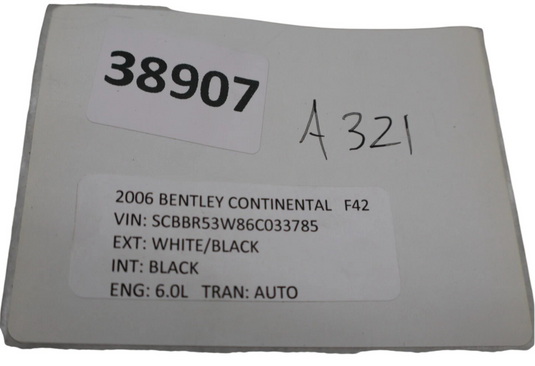 38907
A 321
2006 BENTLEY CONTINENTAL F42
VIN: SCBBR53W86C033785
EXT: WHITE/BLACK
INT: BLACK
ENG: 6.0L TRAN: AUTO